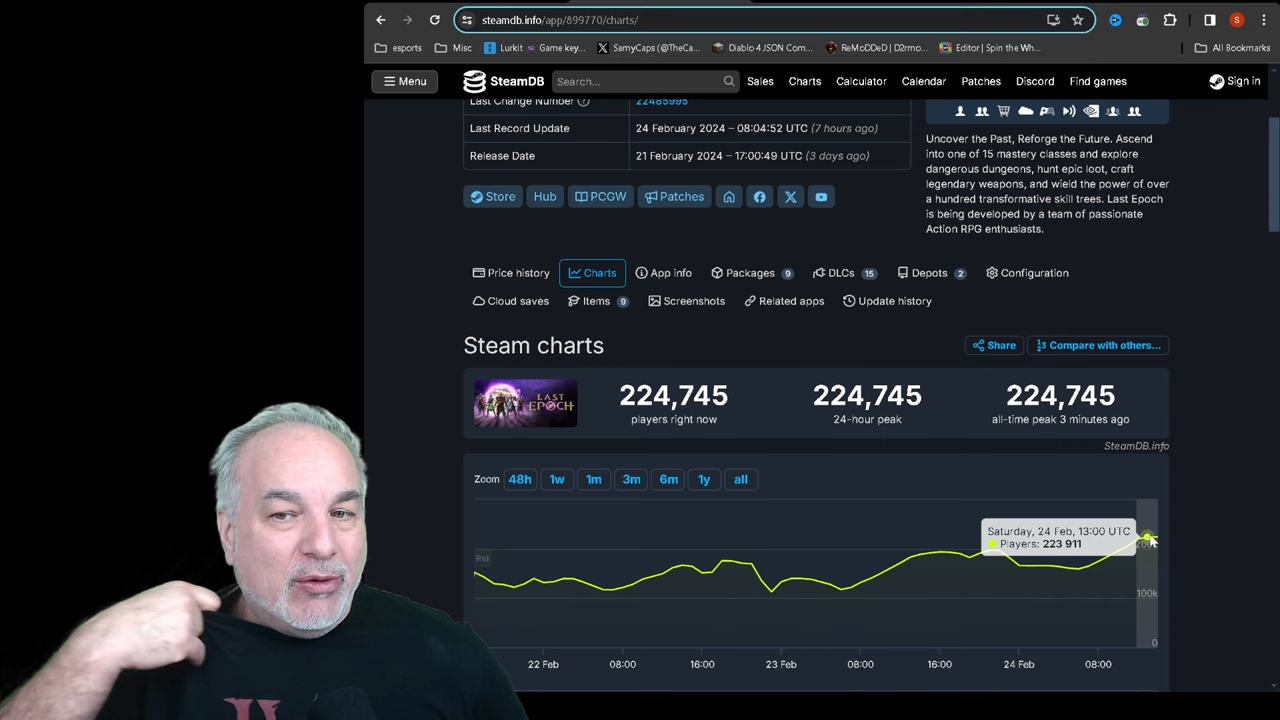 steamdb.info/app/899770/charts/
S
esports
Misc
Lurkit
Game key...
SamyCaps (@TheCa...
Diablo 4 JSON Com...
ReMoDDeD | D2rmo...
Editor | Spin the Wh...
All Bookmarks
Menu
SteamDB
Search...
Sales
Charts
Calculator
Calendar
Patches
Discord
Find games
Sign in
Last Change Number
22485995
Last Record Update
24 February 2024 – 08:04:52 UTC (7 hours ago)
Release Date
21 February 2024 – 17:00:49 UTC (3 days ago)
Store
Hub
PCGW
Patches
Uncover the Past, Reforge the Future. Ascend
into one of 15 mastery classes and explore
dangerous dungeons, hunt epic loot, craft
legendary weapons, and wield the power of over
a hundred transformative skill trees. Last Epoch
is being developed by a team of passionate
Action RPG enthusiasts.
Price history
Charts
App info
Packages 9
DLCs 15
Depots 2
Configuration
Cloud saves
Items 9
Screenshots
Related apps
Update history
Steam charts
Share
Compare with others...
LAST
EPOCH
224,745
players right now
224,745
24-hour peak
224,745
all-time peak 3 minutes ago
SteamDB.info
Zoom
48h
1w
1m
3m
6m
1y
all
Saturday, 24 Feb, 13:00 UTC
Players: 223 911
Rel
100k
0
22 Feb
08:00
16:00
23 Feb
08:00
16:00
24 Feb
08:00